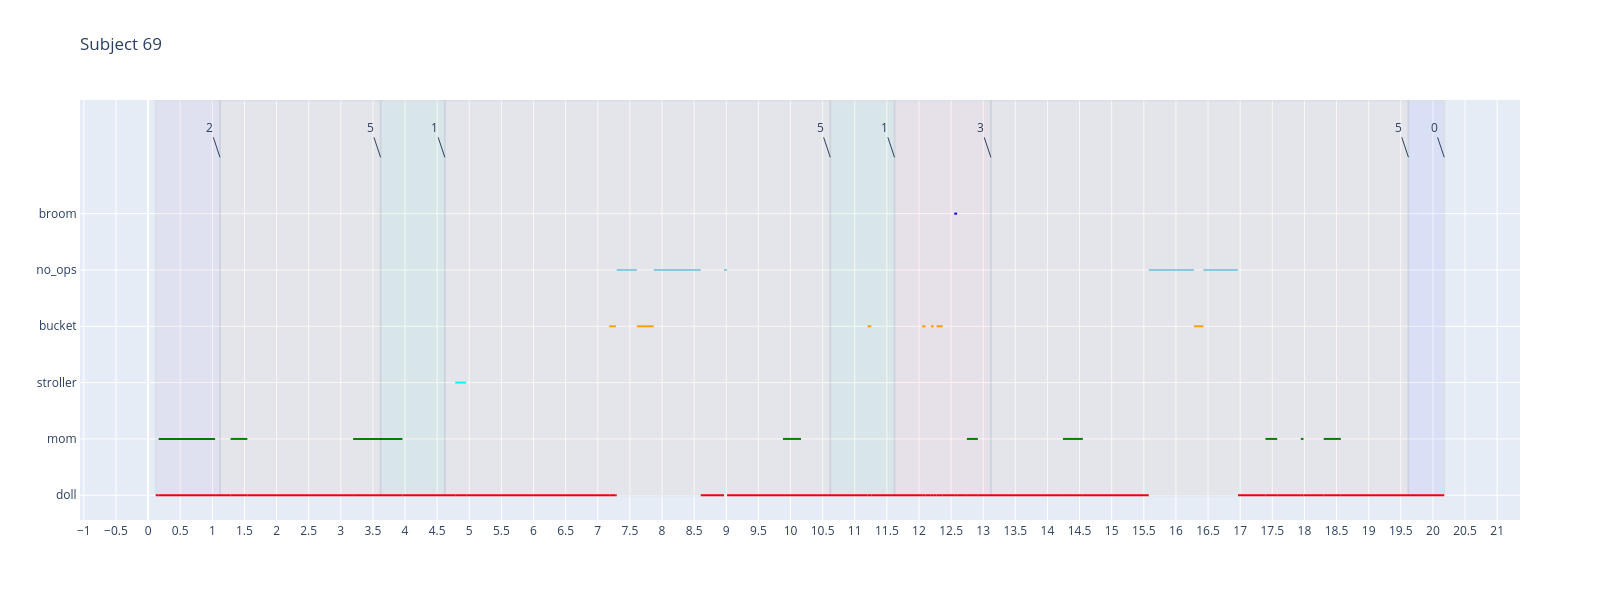 Subject 69
2 5 1 5 1 3 5 0
broom
no_ops
bucket
stroller
mom
doll
−1 −0.5 0 0.5 1 1.5 2 2.5 3 3.5 4 4.5 5 5.5 6 6.5 7 7.5 8 8.5 9 9.5 10 10.5 11 11.5 12 12.5 13 13.5 14 14.5 15 15.5 16 16.5 17 17.5 18 18.5 19 19.5 20 20.5 21